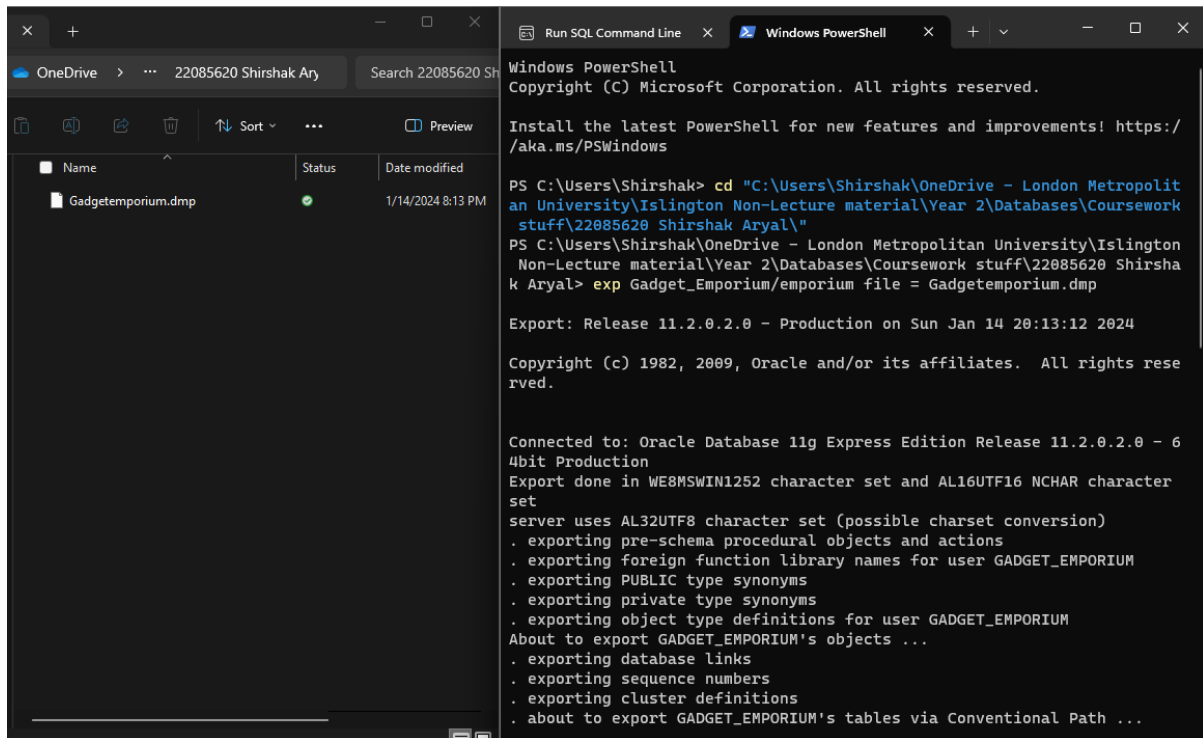 OneDrive > ... 22085620 Shirshak Ary
Search 22085620 Sh
Sort
...
Preview
Name Status Date modified
Gadgetemporium.dmp 1/14/2024 8:13 PM
Run SQL Command Line
Windows PowerShell
Windows PowerShell
Copyright (C) Microsoft Corporation. All rights reserved.
Install the latest PowerShell for new features and improvements! https:/
/aka.ms/PSWindows
PS C:\Users\Shirshak> cd "C:\Users\Shirshak\OneDrive - London Metropolit
an University\Islington Non-Lecture material\Year 2\Databases\Coursework
stuff\22085620 Shirshak Aryal\"
PS C:\Users\Shirshak\OneDrive - London Metropolitan University\Islington
Non-Lecture material\Year 2\Databases\Coursework stuff\22085620 Shirsha
k Aryal> exp Gadget_Emporium/emporium file = Gadgetemporium.dmp
Export: Release 11.2.0.2.0 - Production on Sun Jan 14 20:13:12 2024
Copyright (c) 1982, 2009, Oracle and/or its affiliates.  All rights rese
rved.
Connected to: Oracle Database 11g Express Edition Release 11.2.0.2.0 - 6
4bit Production
Export done in WE8MSWIN1252 character set and AL16UTF16 NCHAR character
set
server uses AL32UTF8 character set (possible charset conversion)
. exporting pre-schema procedural objects and actions
. exporting foreign function library names for user GADGET_EMPORIUM
. exporting PUBLIC type synonyms
. exporting private type synonyms
. exporting object type definitions for user GADGET_EMPORIUM
About to export GADGET_EMPORIUM's objects ...
. exporting database links
. exporting sequence numbers
. exporting cluster definitions
. about to export GADGET_EMPORIUM's tables via Conventional Path ...